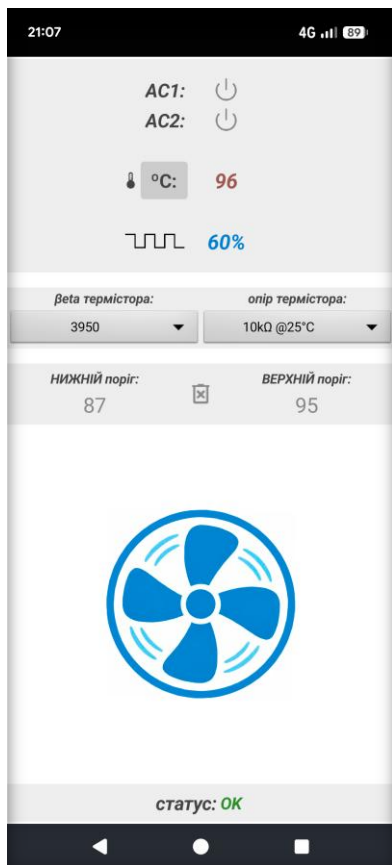 21:07 4G 89
AC1:
AC2:
°C: 96
60%
βeta термістора: опір термістора:
3950 10kΩ @25°C
НИЖНІЙ поріг: ВЕРХНІЙ поріг:
87 95
статус: OK